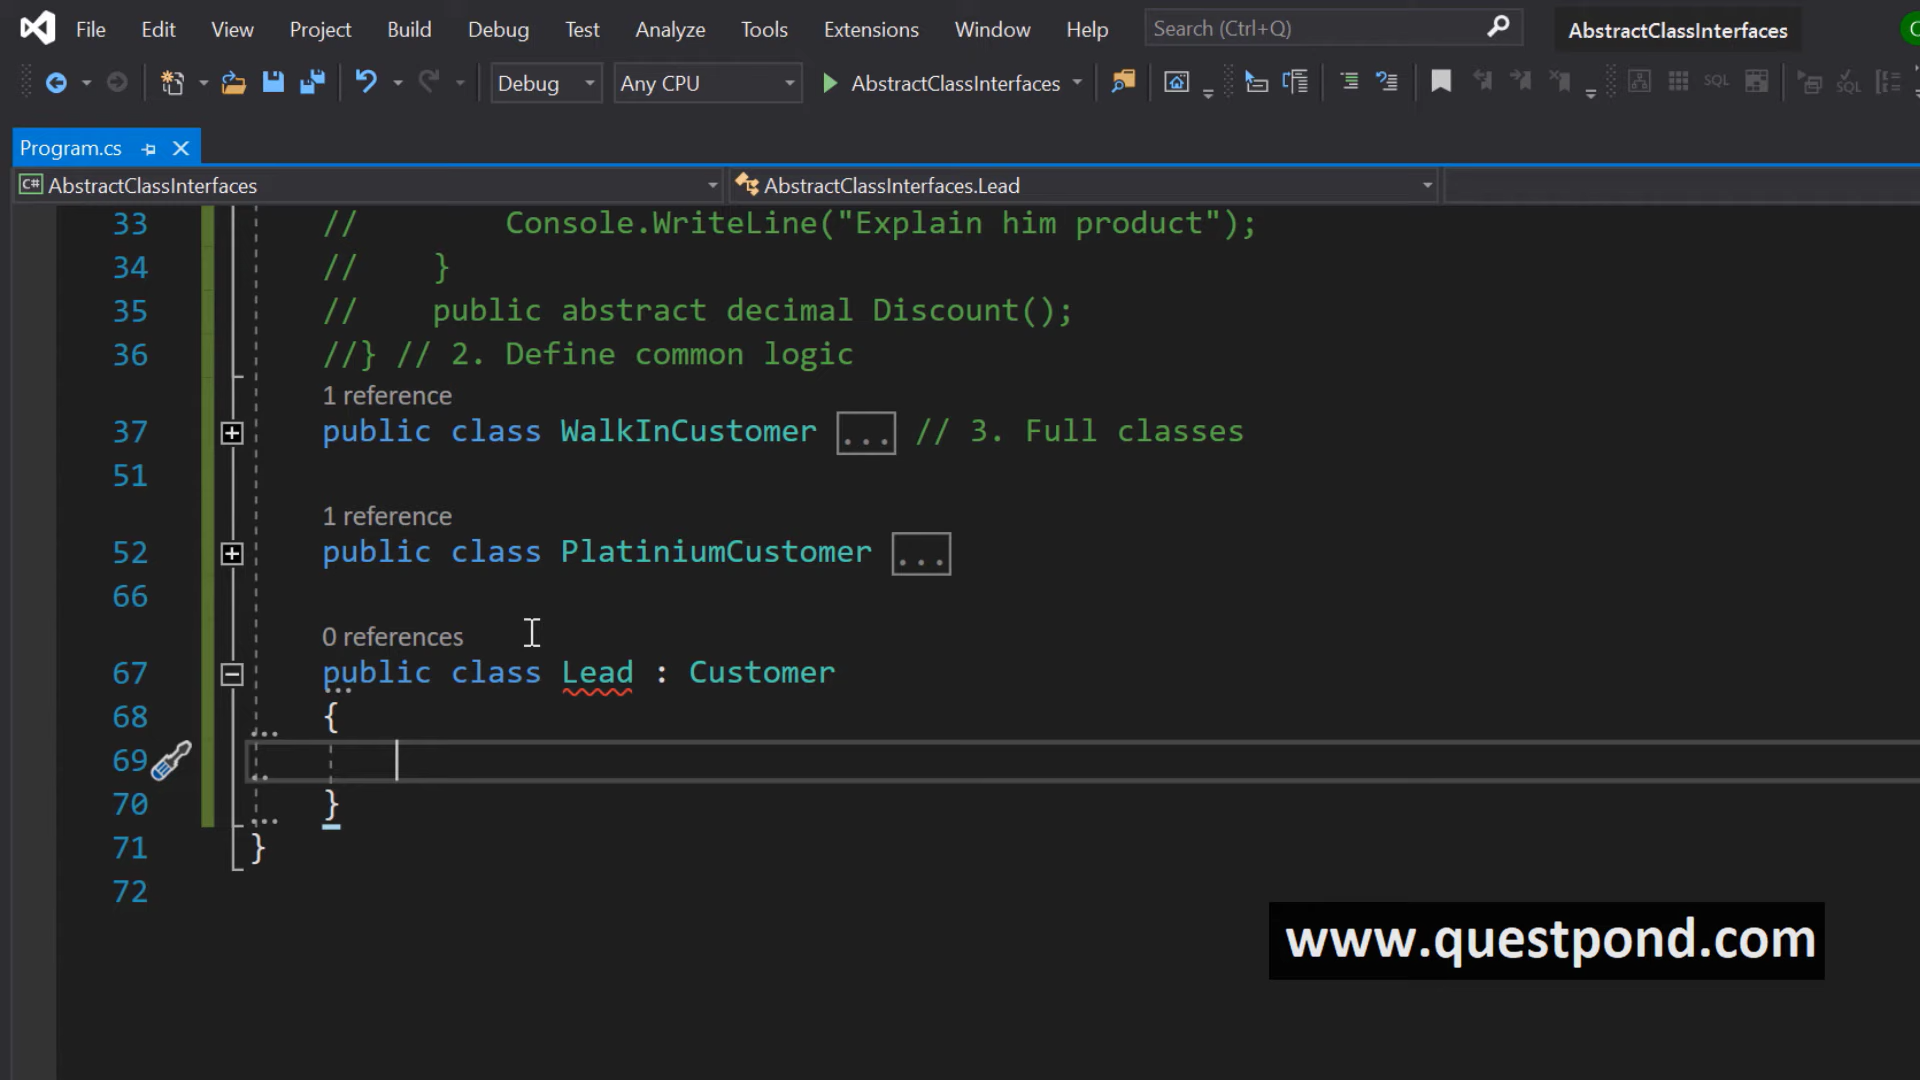 File Edit View Project Build Debug Test Analyze Tools Extensions Window Help Search (Ctrl+Q) AbstractClassInterfaces
Debug Any CPU AbstractClassInterfaces SQL
Program.cs
C# AbstractClassInterfaces AbstractClassInterfaces.Lead
33 // Console.WriteLine("Explain him product");
34 // }
35 // public abstract decimal Discount();
36 //} // 2. Define common logic
1 reference
37 public class WalkInCustomer ... // 3. Full classes
51
1 reference
52 public class PlatiniumCustomer ...
66
0 references
67 public class Lead : Customer
68 {
69
70 }
71 }
72
www.questpond.com